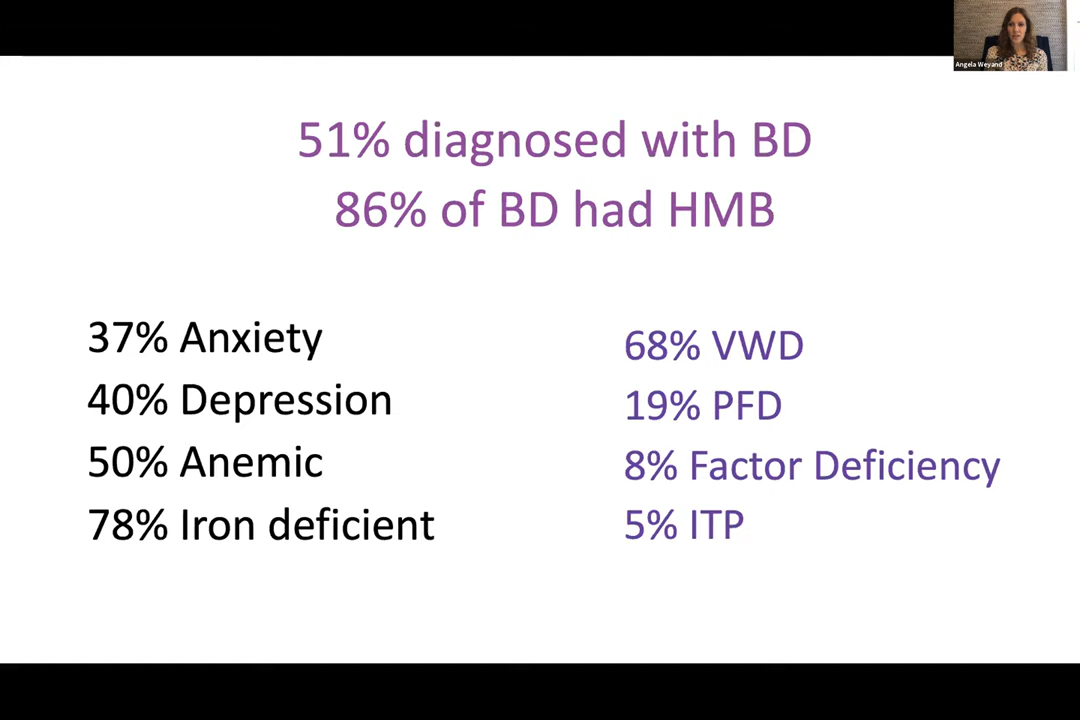 Angela Weyand
51% diagnosed with BD
86% of BD had HMB
37% Anxiety
40% Depression
50% Anemic
78% Iron deficient
68% VWD
19% PFD
8% Factor Deficiency
5% ITP